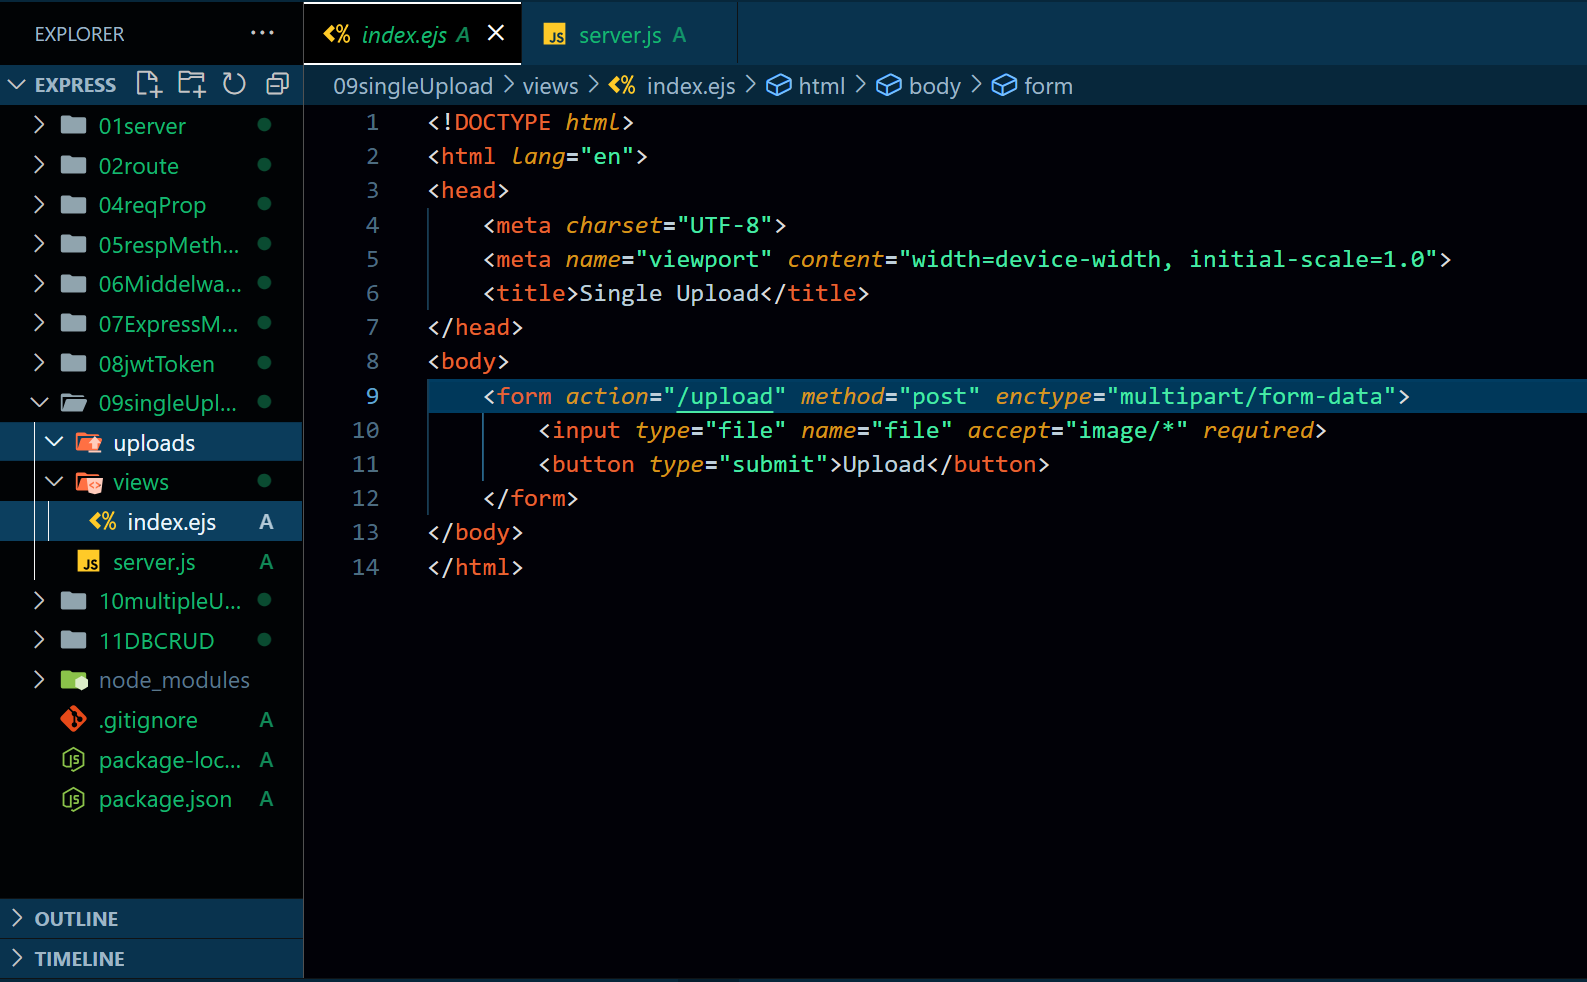 EXPLORER ···
EXPRESS
01server
02route
04reqProp
05respMeth...
06Middelwa...
07ExpressM...
08jwtToken
09singleUpl...
uploads
views
index.ejs A
server.js A
10multipleU...
11DBCRUD
node_modules
.gitignore A
package-loc... A
package.json A
OUTLINE
TIMELINE
index.ejs A
server.js A
09singleUpload > views > index.ejs > html > body > form
1 <!DOCTYPE html>
2 <html lang="en">
3 <head>
4     <meta charset="UTF-8">
5     <meta name="viewport" content="width=device-width, initial-scale=1.0">
6     <title>Single Upload</title>
7 </head>
8 <body>
9     <form action="/upload" method="post" enctype="multipart/form-data">
10         <input type="file" name="file" accept="image/*" required>
11         <button type="submit">Upload</button>
12     </form>
13 </body>
14 </html>